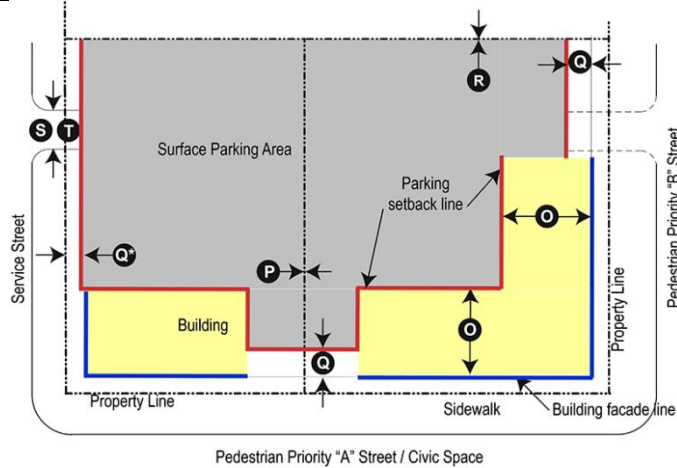 R
Q
S T
Surface Parking Area
Parking
setback line
O
Q*
P
Service Street
Building
O
Q
Property Line
Pedestrian Priority "B" Street
Property Line
Sidewalk
Building facade line
Pedestrian Priority "A" Street / Civic Space